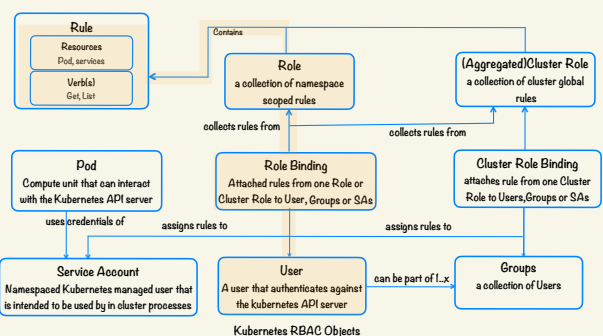 Rule
Resources
Pod, services
Verb(s)
Get, List
Contains
Role
a collection of namespace
scoped rules
(Aggregated)Cluster Role
a collection of cluster global
rules
collects rules from
collects rules from
Pod
Compute unit that can interact
with the Kubernetes API server
Role Binding
Attached rules from one Role or
Cluster Role to User, Groups or SAs
Cluster Role Binding
attaches rule from one Cluster
Role to Users,Groups or SAs
uses credentials of
assigns rules to
assigns rules to
Service Account
Namespaced Kubernetes managed user that
is intended to be used by in cluster processes
User
A user that authenticates against
the kubernetes API server
can be part of 1..x
Groups
a collection of Users
Kubernetes RBAC Objects